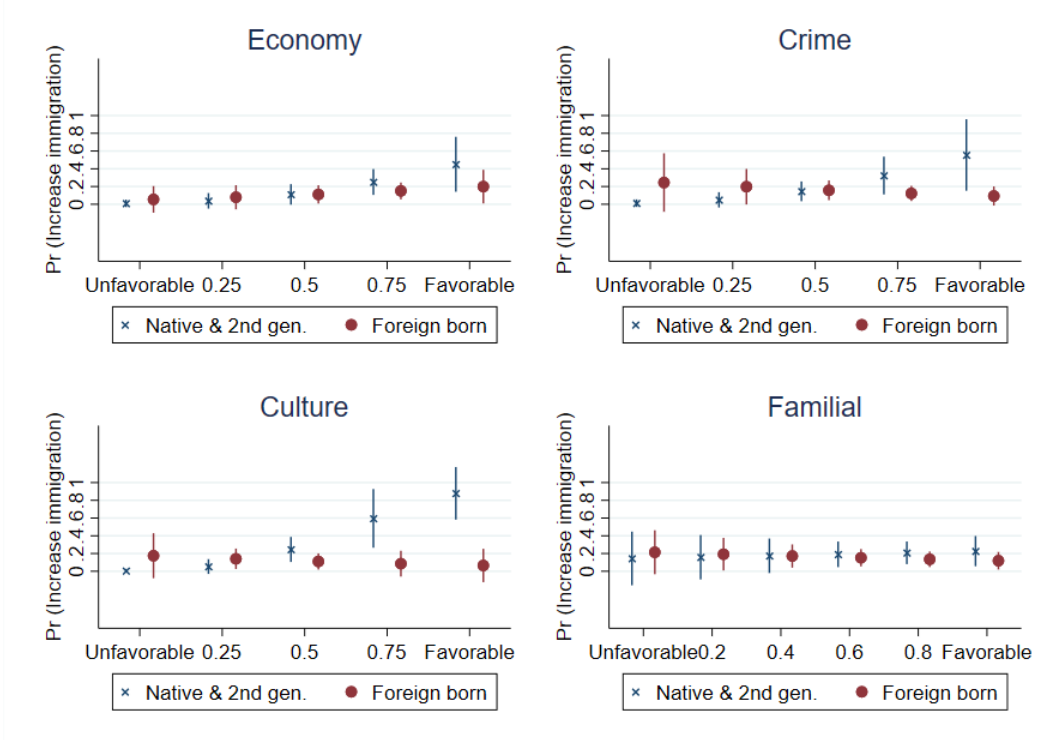 Economy
Pr (Increase immigration)
0 .2 .4 .6 .8 1
Unfavorable 0.25 0.5 0.75 Favorable
× Native & 2nd gen. ● Foreign born
Crime
Pr (Increase immigration)
0 .2 .4 .6 .8 1
Unfavorable 0.25 0.5 0.75 Favorable
× Native & 2nd gen. ● Foreign born
Culture
Pr (Increase immigration)
0 .2 .4 .6 .8 1
Unfavorable 0.25 0.5 0.75 Favorable
× Native & 2nd gen. ● Foreign born
Familial
Pr (Increase immigration)
0 .2 .4 .6 .8 1
Unfavorable 0.2 0.4 0.6 0.8 Favorable
× Native & 2nd gen. ● Foreign born